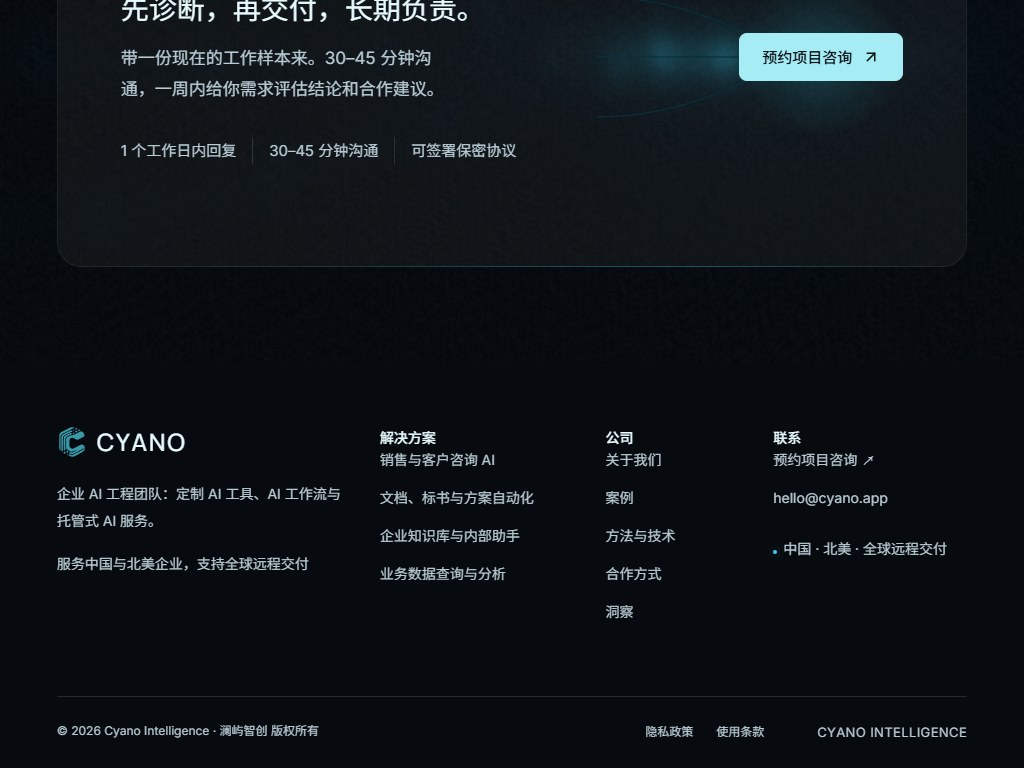 先诊断，再交付，长期负责。
带一份现在的工作样本来。30–45 分钟沟
通，一周内给你需求评估结论和合作建议。
预约项目咨询
1 个工作日内回复
30–45 分钟沟通
可签署保密协议
CYANO
企业 AI 工程团队：定制 AI 工具、AI 工作流与
托管式 AI 服务。
服务中国与北美企业，支持全球远程交付
解决方案
销售与客户咨询 AI
文档、标书与方案自动化
企业知识库与内部助手
业务数据查询与分析
公司
关于我们
案例
方法与技术
合作方式
洞察
联系
预约项目咨询 ↗
hello@cyano.app
中国 · 北美 · 全球远程交付
© 2026 Cyano Intelligence · 澜屿智创 版权所有
隐私政策
使用条款
CYANO INTELLIGENCE